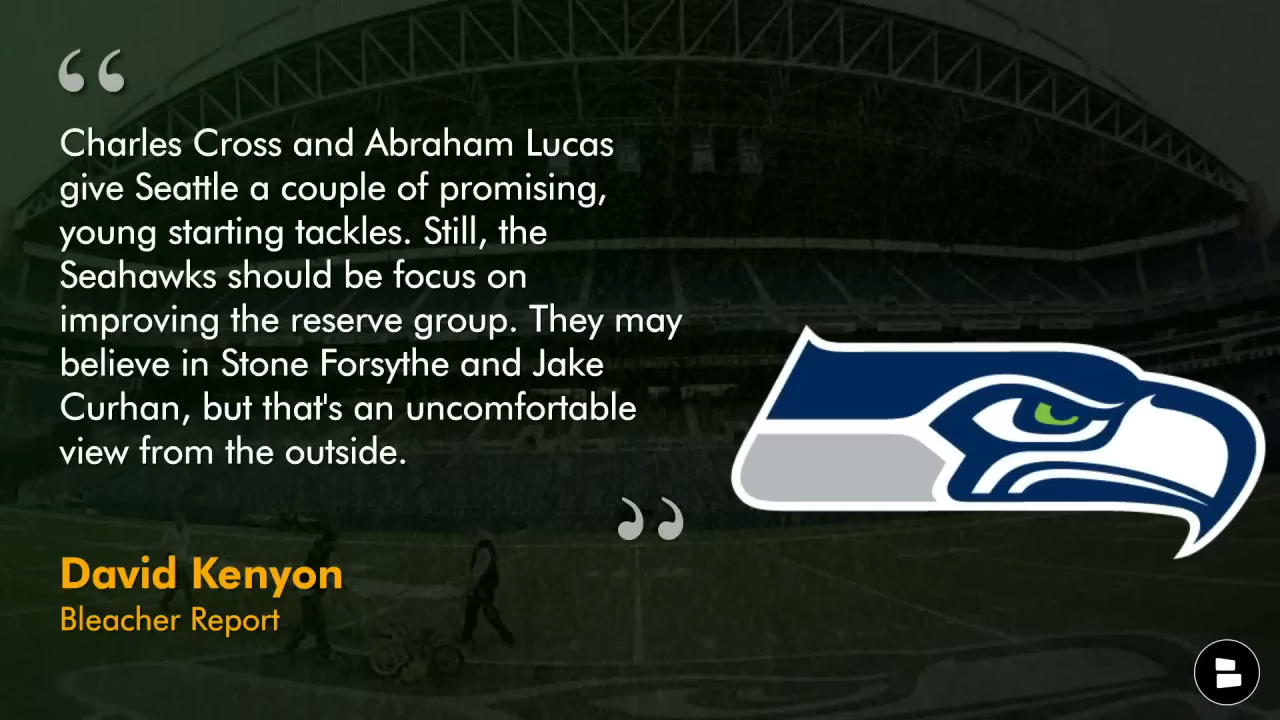 “
Charles Cross and Abraham Lucas
give Seattle a couple of promising,
young starting tackles. Still, the
Seahawks should be focus on
improving the reserve group. They may
believe in Stone Forsythe and Jake
Curhan, but that's an uncomfortable
view from the outside.
”
David Kenyon
Bleacher Report